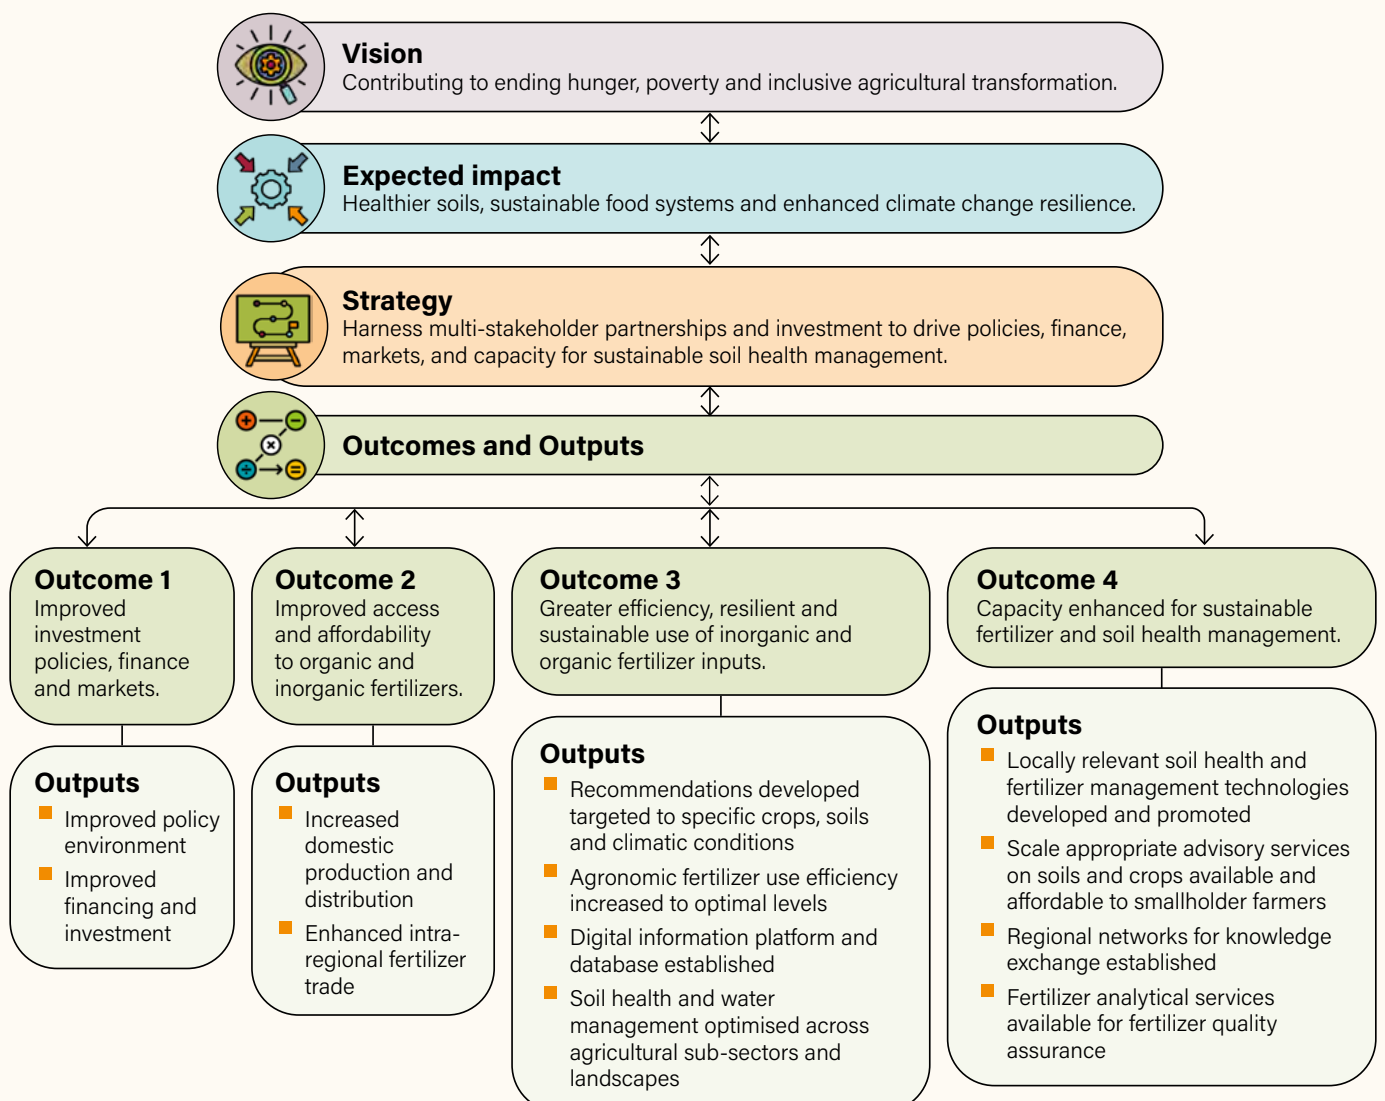 Vision
Contributing to ending hunger, poverty and inclusive agricultural transformation.
Expected impact
Healthier soils, sustainable food systems and enhanced climate change resilience.
Strategy
Harness multi-stakeholder partnerships and investment to drive policies, finance,
markets, and capacity for sustainable soil health management.
Outcomes and Outputs
Outcome 1
Improved
investment
policies, finance
and markets.
Outputs
Improved policy
environment
Improved
financing and
investment
Outcome 2
Improved access
and affordability
to organic and
inorganic fertilizers.
Outputs
Increased
domestic
production and
distribution
Enhanced intra-
regional fertilizer
trade
Outcome 3
Greater efficiency, resilient and
sustainable use of inorganic and
organic fertilizer inputs.
Outputs
Recommendations developed
targeted to specific crops, soils
and climatic conditions
Agronomic fertilizer use efficiency
increased to optimal levels
Digital information platform and
database established
Soil health and water
management optimised across
agricultural sub-sectors and
landscapes
Outcome 4
Capacity enhanced for sustainable
fertilizer and soil health management.
Outputs
Locally relevant soil health and
fertilizer management technologies
developed and promoted
Scale appropriate advisory services
on soils and crops available and
affordable to smallholder farmers
Regional networks for knowledge
exchange established
Fertilizer analytical services
available for fertilizer quality
assurance